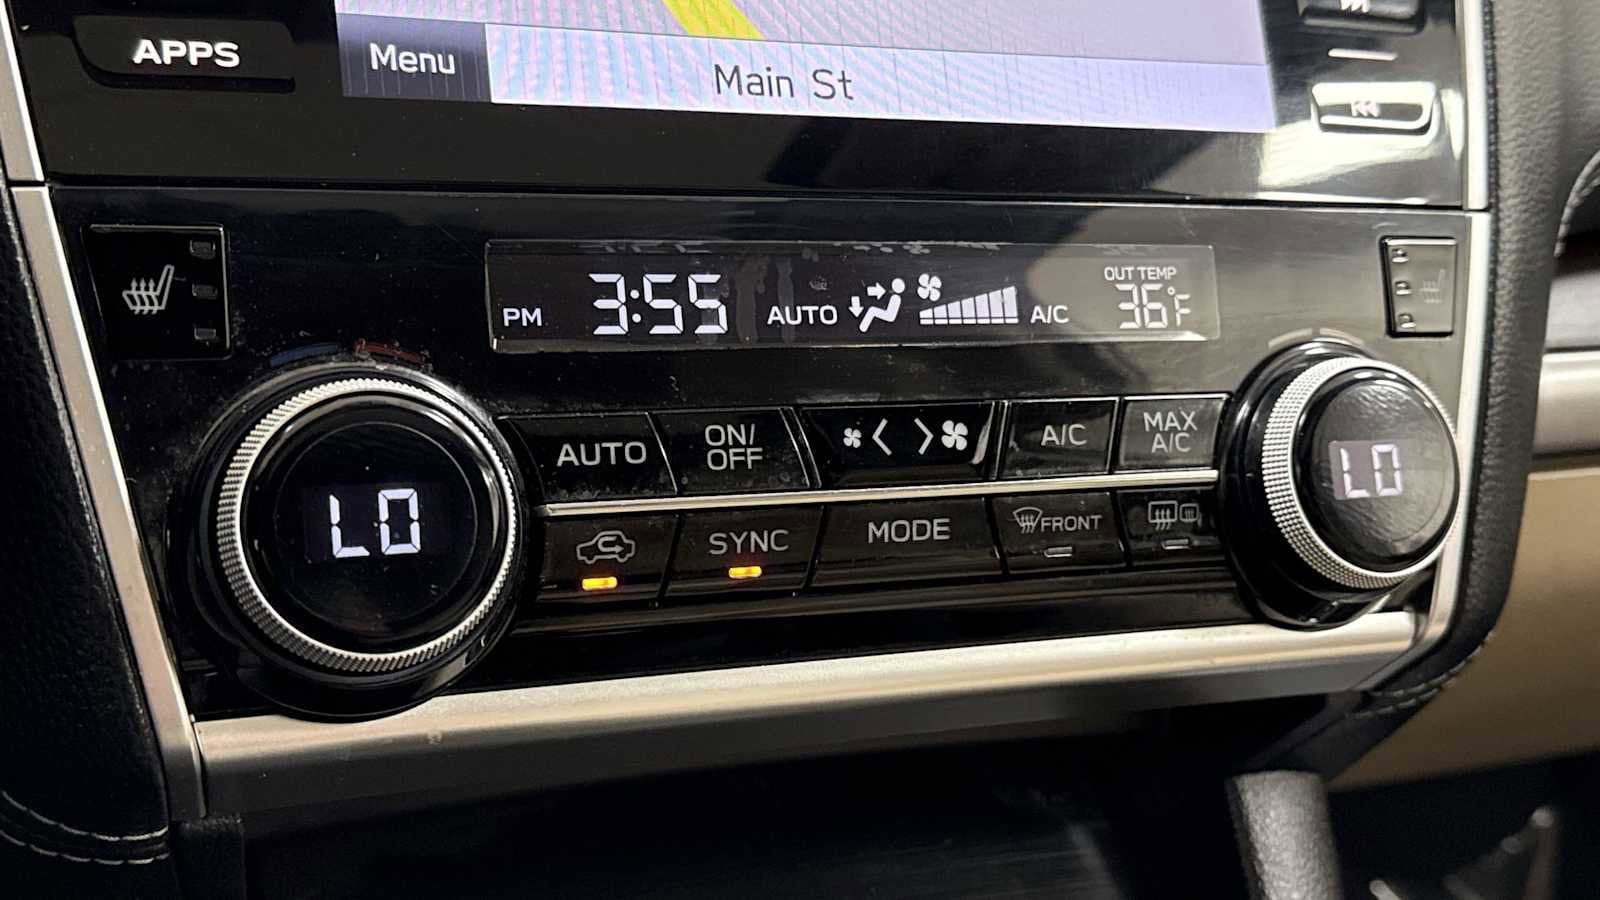 APPS
Menu
Main St
PM 3:55 AUTO A/C OUT TEMP 36°F
AUTO
ON/
OFF
A/C
MAX
A/C
LO
LO
SYNC
MODE
FRONT